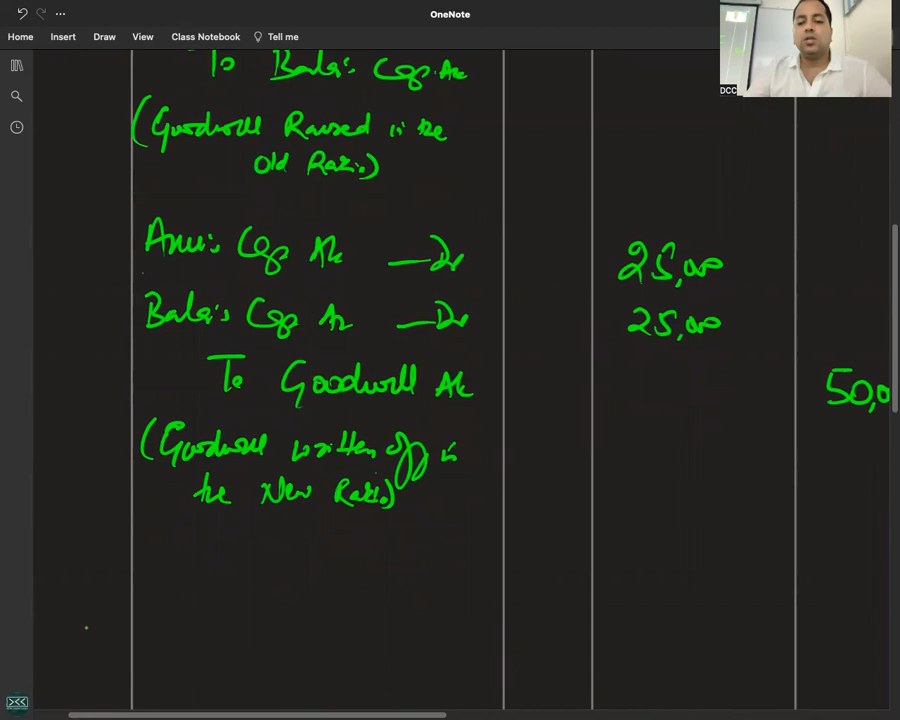 OneNote
Home Insert Draw View Class Notebook Tell me
DCC
To Bala's Cap. A/c
(Goodwill Raised in the
Old Ratio)
Anu's Cap A/c — Dr 25,000
Bala's Cap A/c — Dr 25,000
To Goodwill A/c 50,0
(Goodwill written off in
the New Ratio)